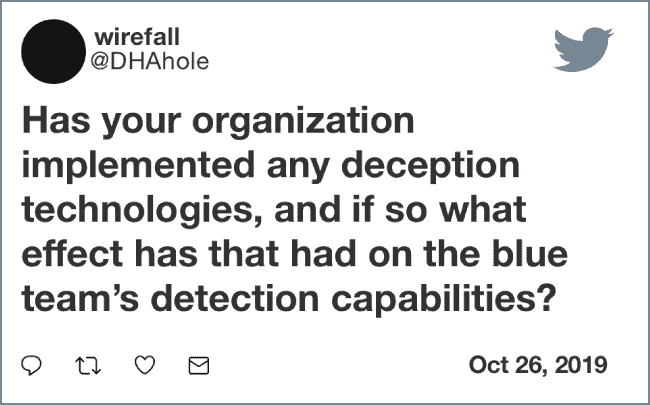 wirefall
@DHAhole
Has your organization
implemented any deception
technologies, and if so what
effect has that had on the blue
team’s detection capabilities?
Oct 26, 2019